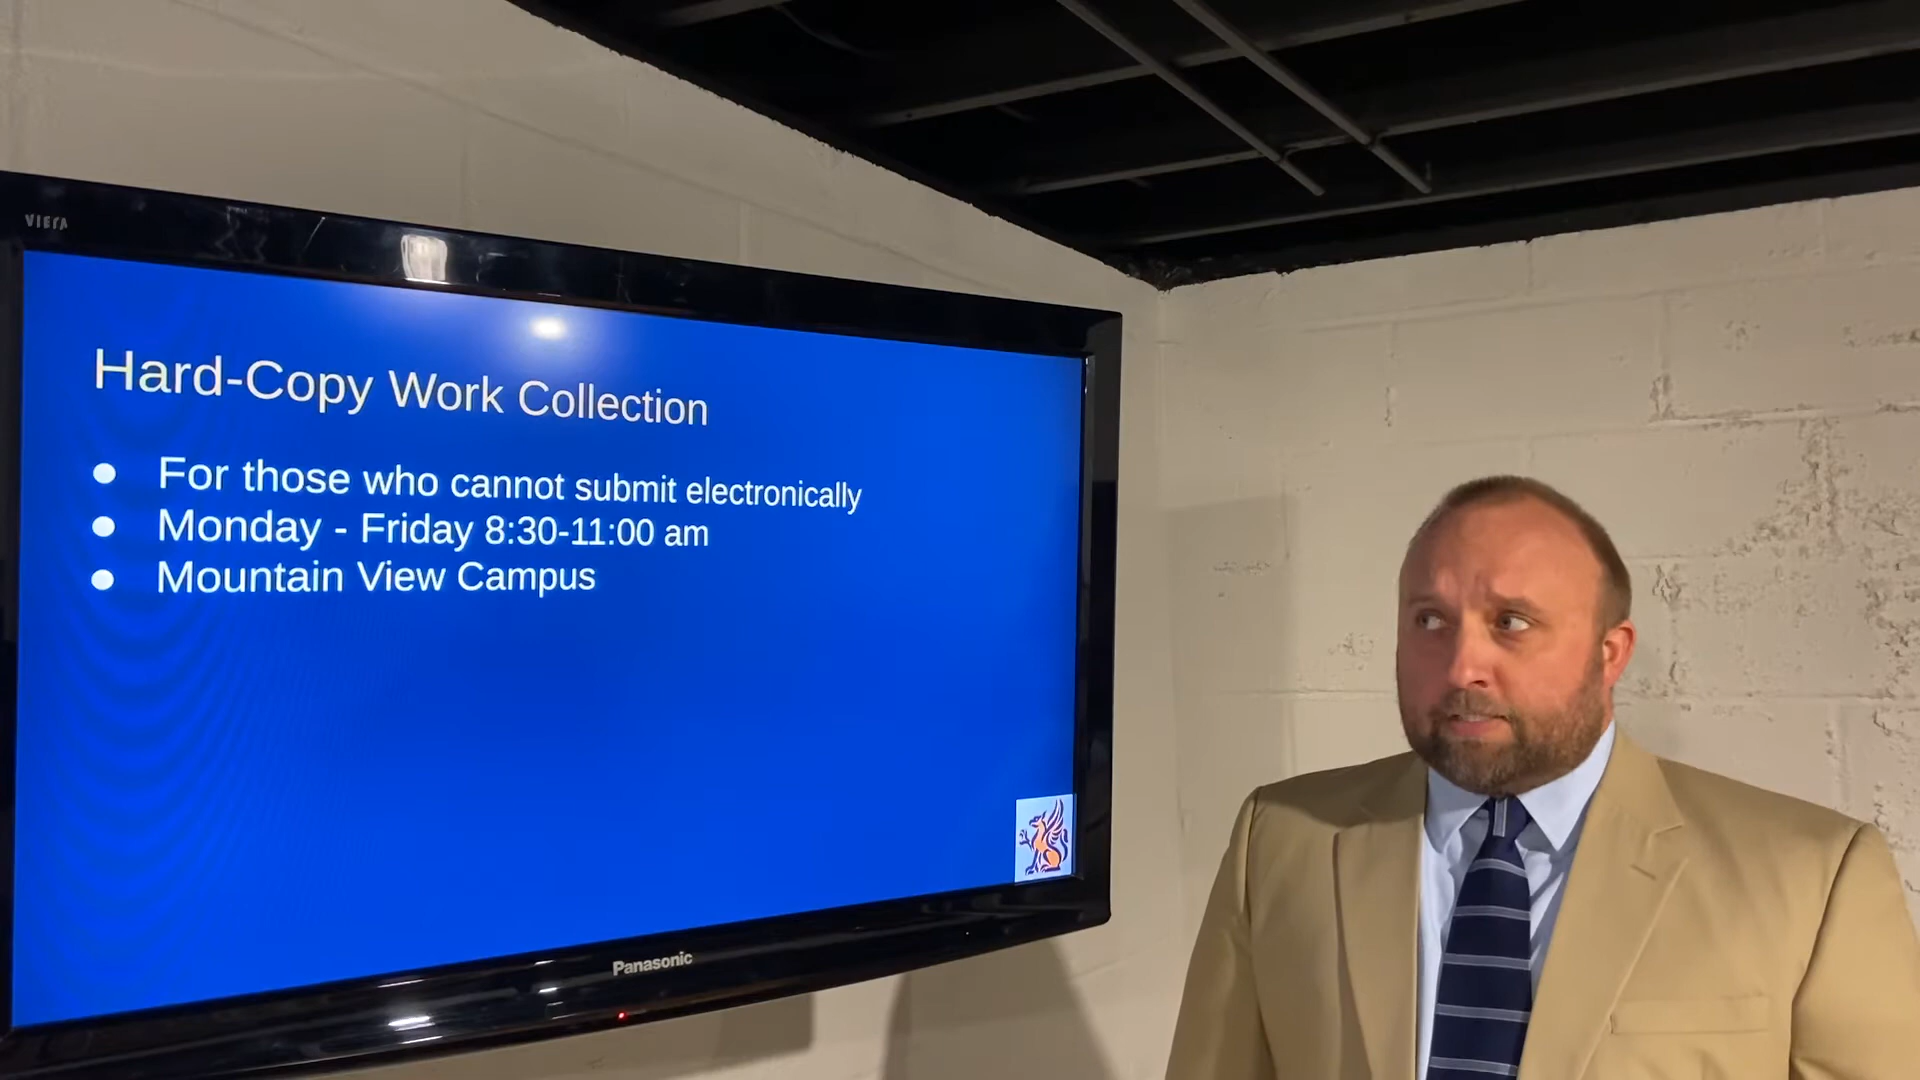 VIERA
Hard-Copy Work Collection
● For those who cannot submit electronically
● Monday - Friday 8:30-11:00 am
● Mountain View Campus
Panasonic